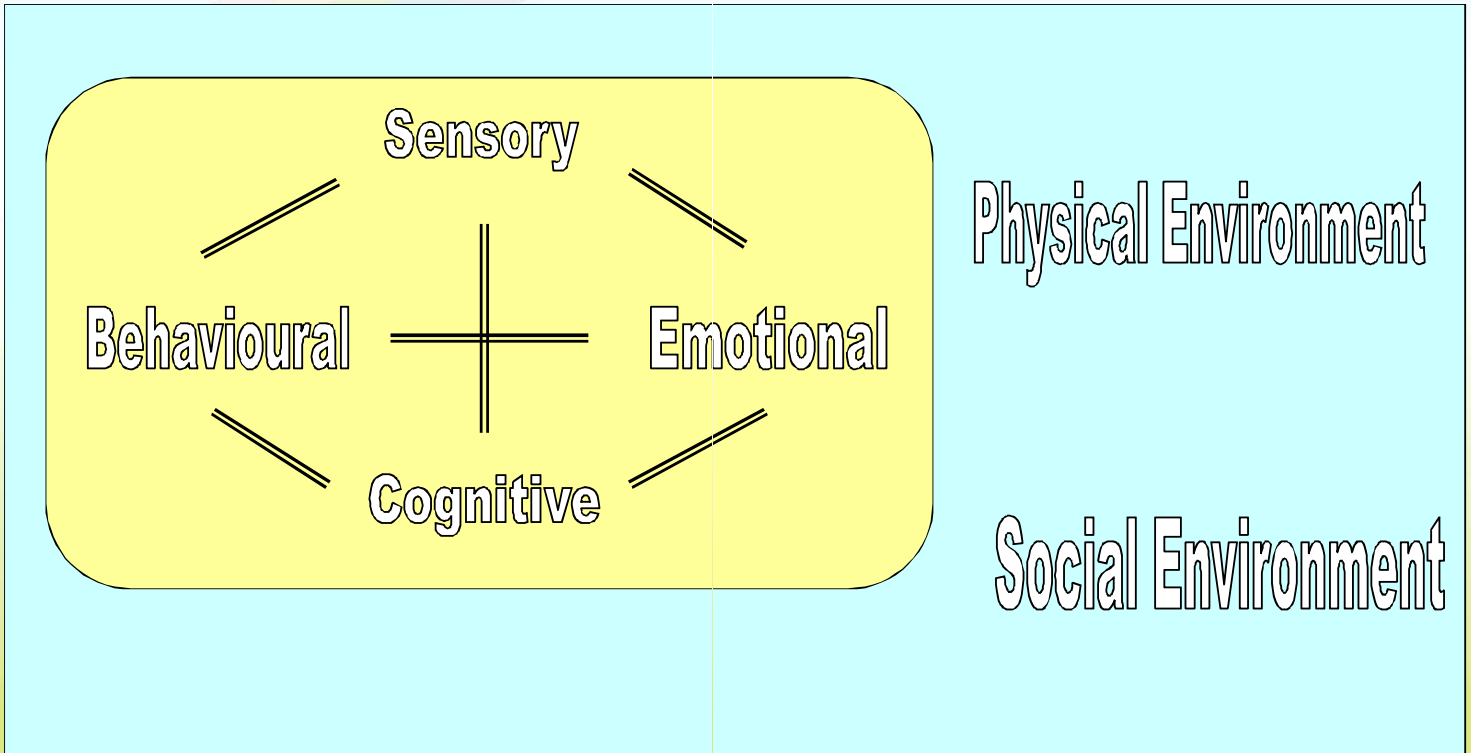 Sensory
Physical Environment
Behavioural
Emotional
Cognitive
Social Environment